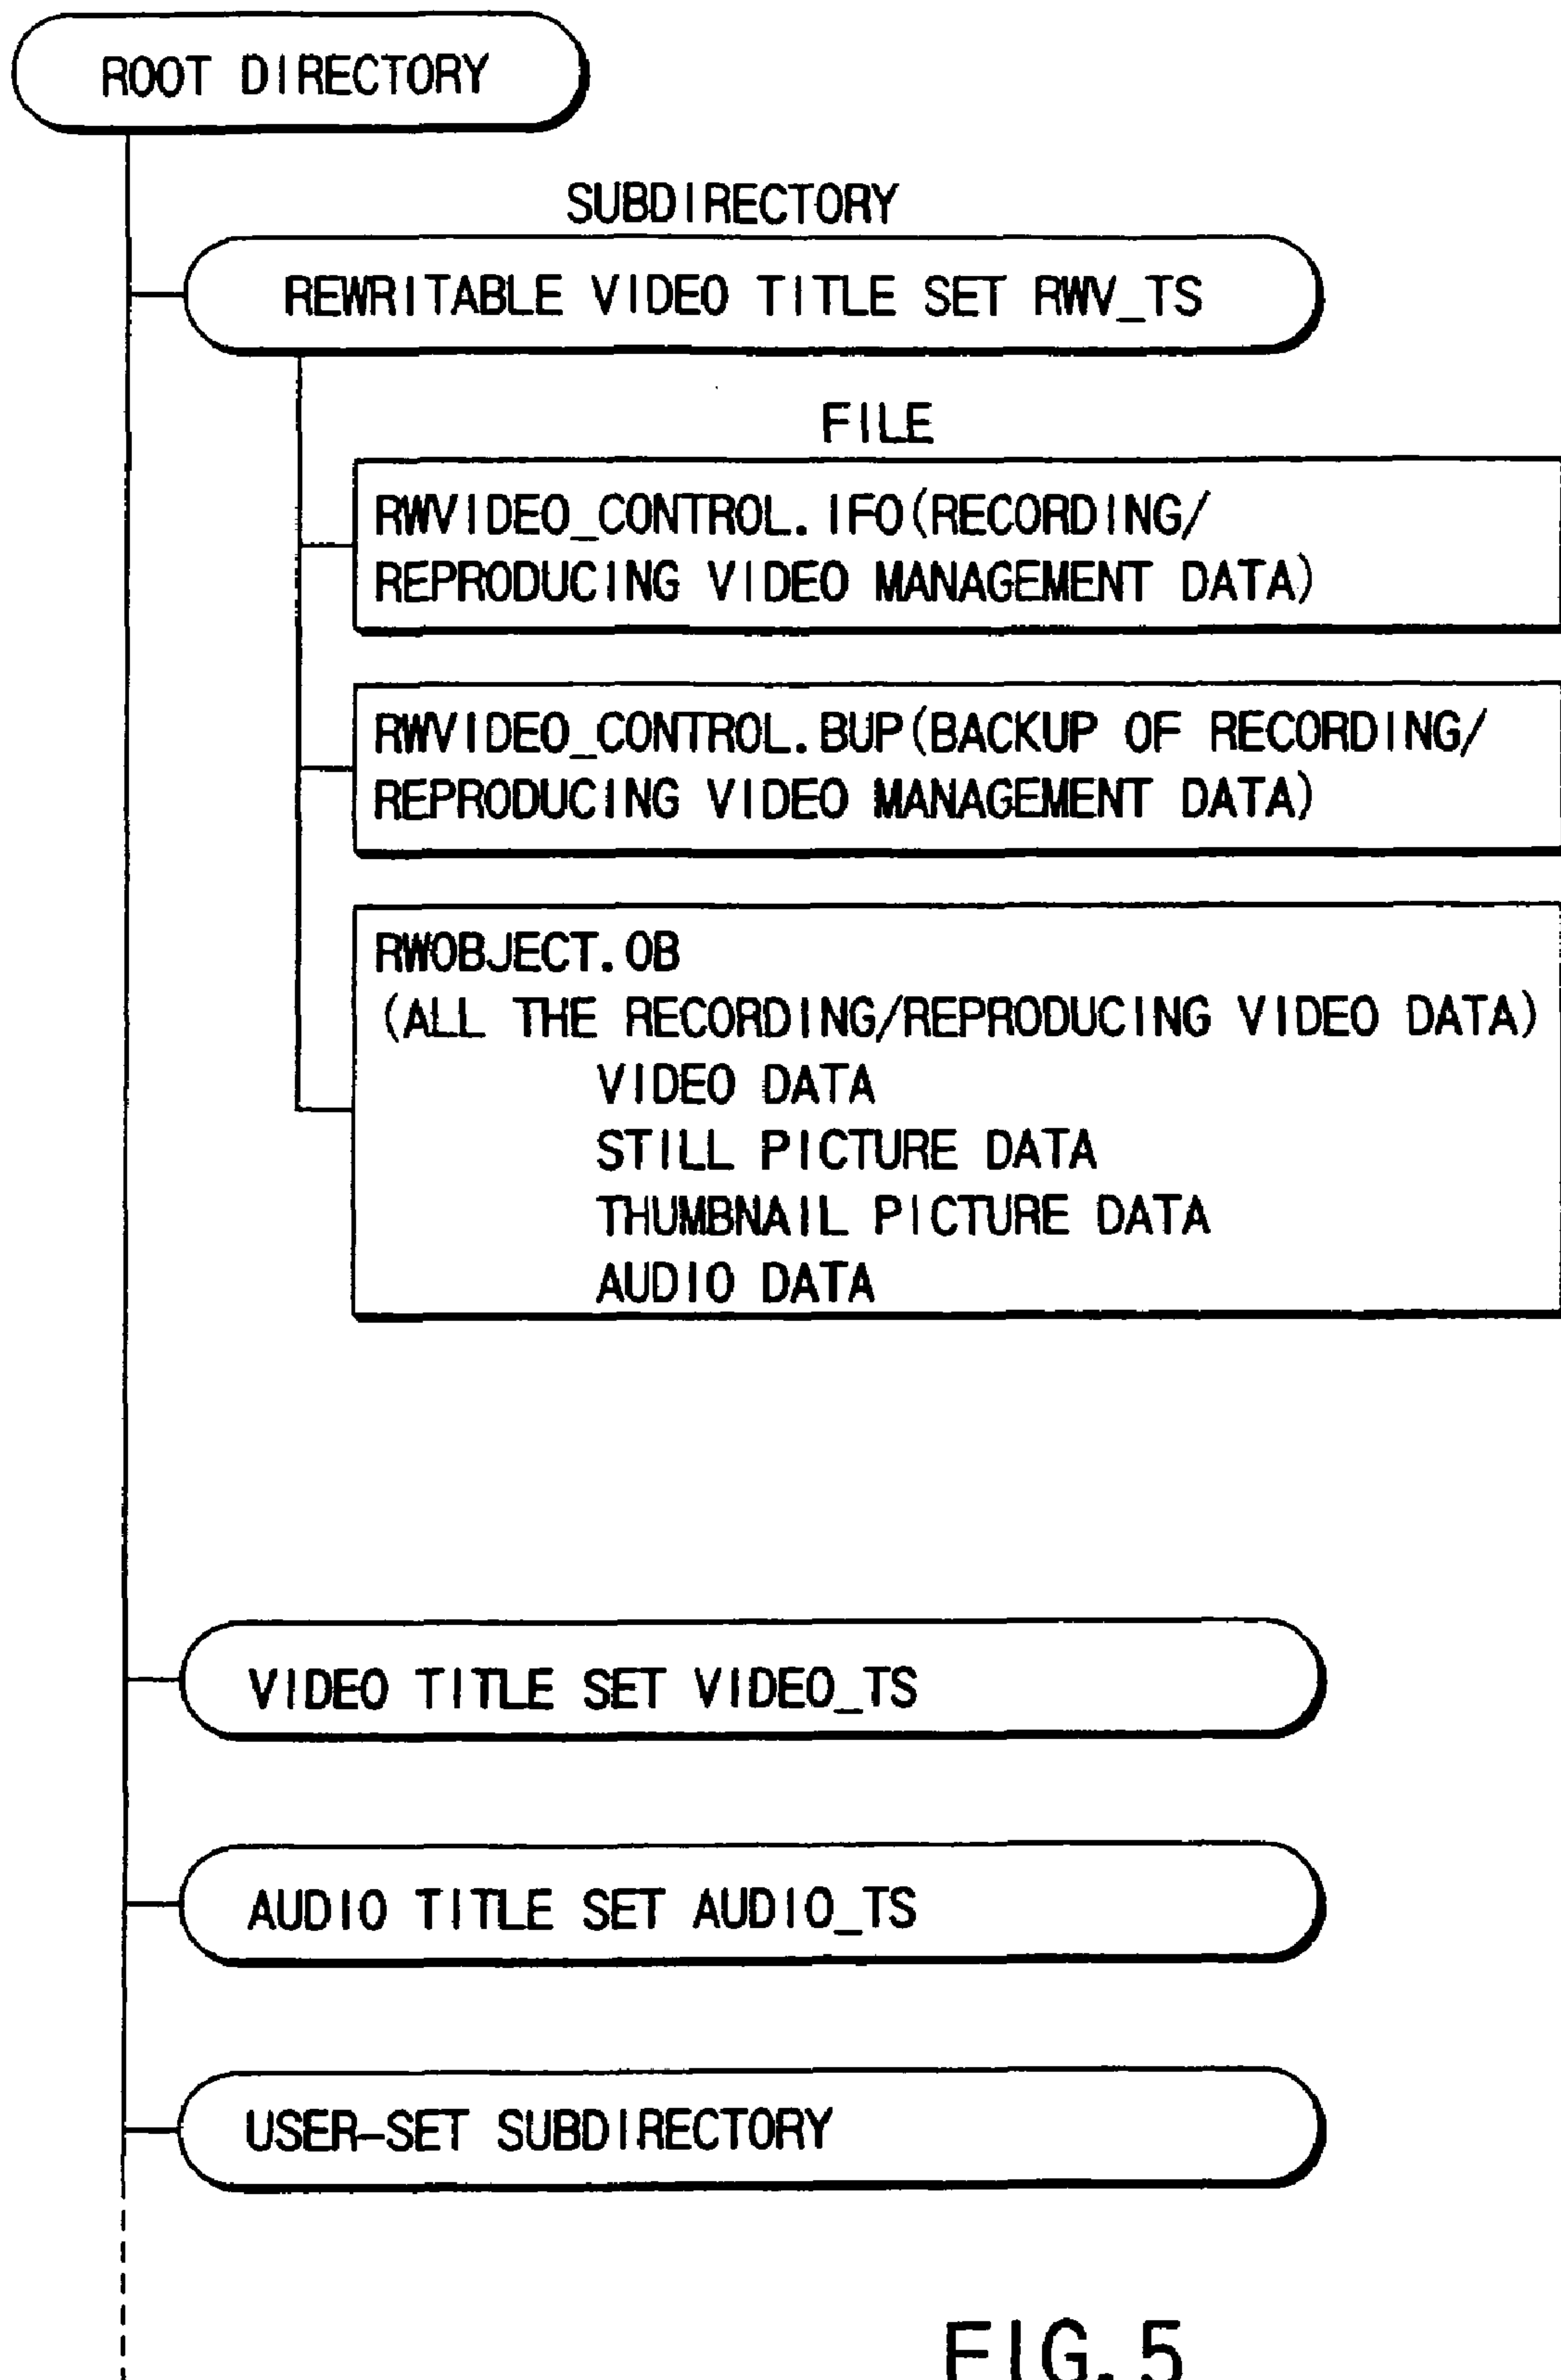 ROOT DIRECTORY
SUBDIRECTORY
REWRITABLE VIDEO TITLE SET RWV_TS
FILE
RWVIDEO_CONTROL.IFO(RECORDING/
REPRODUCING VIDEO MANAGEMENT DATA)
RWVIDEO_CONTROL.BUP(BACKUP OF RECORDING/
REPRODUCING VIDEO MANAGEMENT DATA)
RWOBJECT.OB
(ALL THE RECORDING/REPRODUCING VIDEO DATA)
VIDEO DATA
STILL PICTURE DATA
THUMBNAIL PICTURE DATA
AUDIO DATA
VIDEO TITLE SET VIDEO_TS
AUDIO TITLE SET AUDIO_TS
USER-SET SUBDIRECTORY
FIG.5